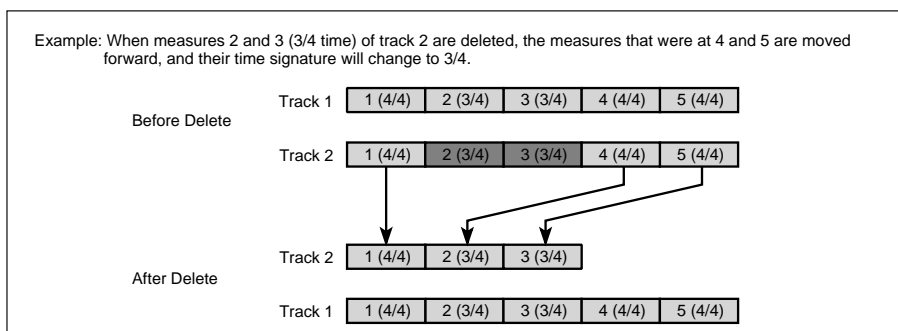 Example: When measures 2 and 3 (3/4 time) of track 2 are deleted, the measures that were at 4 and 5 are moved
forward, and their time signature will change to 3/4.
Track 1 1 (4/4) 2 (3/4) 3 (3/4) 4 (4/4) 5 (4/4)
Before Delete
Track 2 1 (4/4) 2 (3/4) 3 (3/4) 4 (4/4) 5 (4/4)
Track 2 1 (4/4) 2 (3/4) 3 (3/4)
After Delete
Track 1 1 (4/4) 2 (3/4) 3 (3/4) 4 (4/4) 5 (4/4)